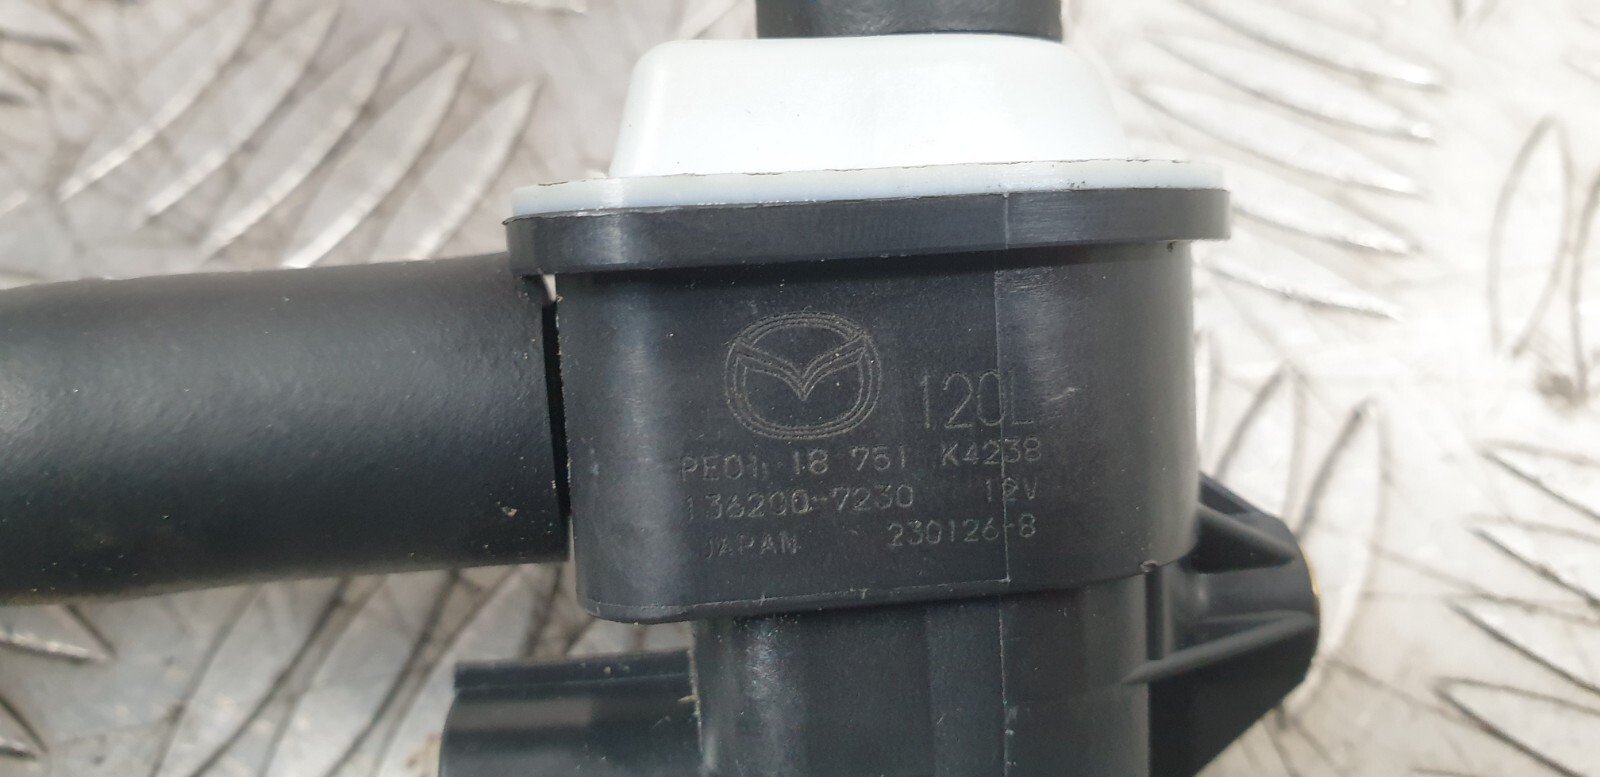 120L
PE01 18 751 K4238
136200-7230 12V
JAPAN 230126-8